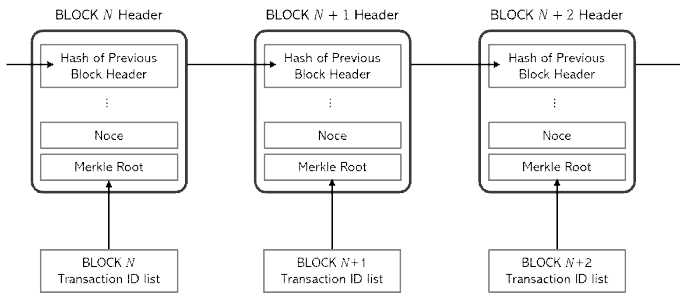 BLOCK N Header
Hash of Previous
Block Header
⋮
Noce
Merkle Root
BLOCK N
Transaction ID list
BLOCK N + 1 Header
Hash of Previous
Block Header
⋮
Noce
Merkle Root
BLOCK N+1
Transaction ID list
BLOCK N + 2 Header
Hash of Previous
Block Header
⋮
Noce
Merkle Root
BLOCK N+2
Transaction ID list